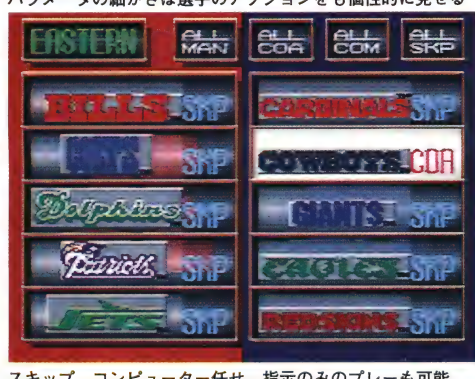 パラメータの細かさは選手のアクションをも個性的に見せる
EASTERN ALL MAN ALL COA ALL COM ALL SKP
BILLS SKP CARDINALS SKP
COLTS SKP COWBOYS COA
Dolphins SKP GIANTS SKP
Patriots SKP EAGLES SKP
JETS SKP REDSKINS SKP
スキップ、コンピューター任せ、指示のみのプレーも可能